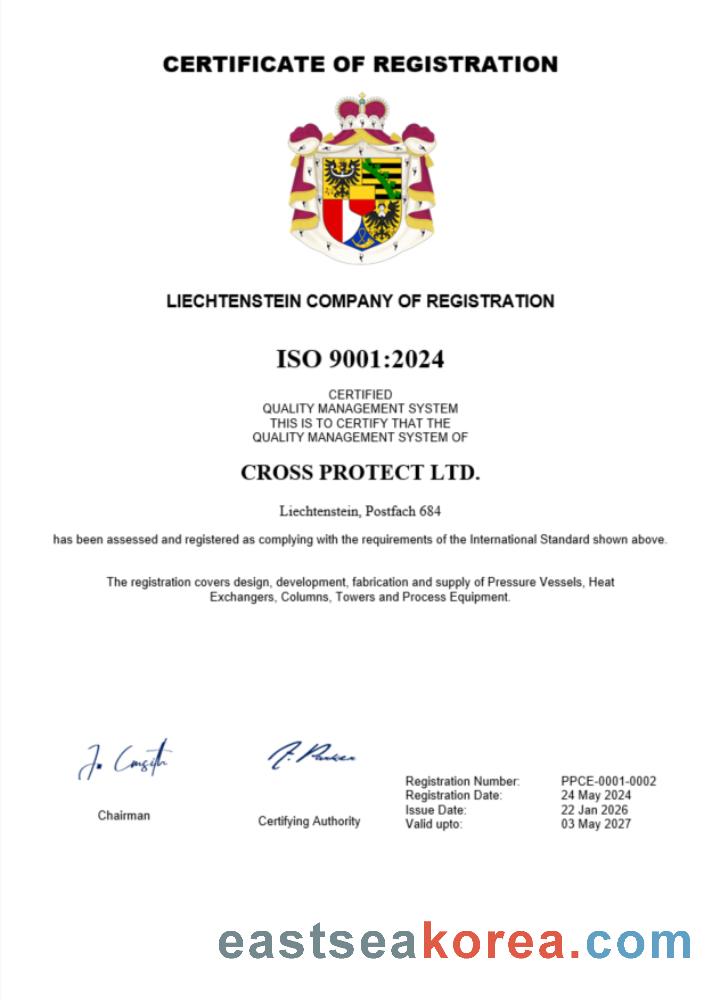 CERTIFICATE OF REGISTRATION
LIECHTENSTEIN COMPANY OF REGISTRATION
ISO 9001:2024
CERTIFIED
QUALITY MANAGEMENT SYSTEM
THIS IS TO CERTIFY THAT THE
QUALITY MANAGEMENT SYSTEM OF
CROSS PROTECT LTD.
Liechtenstein, Postfach 684
has been assessed and registered as complying with the requirements of the International Standard shown above.
The registration covers design, development, fabrication and supply of Pressure Vessels, Heat
Exchangers, Columns, Towers and Process Equipment.
Chairman
Certifying Authority
Registration Number: PPCE-0001-0002
Registration Date: 24 May 2024
Issue Date: 22 Jan 2026
Valid upto: 03 May 2027
eastseakorea.com